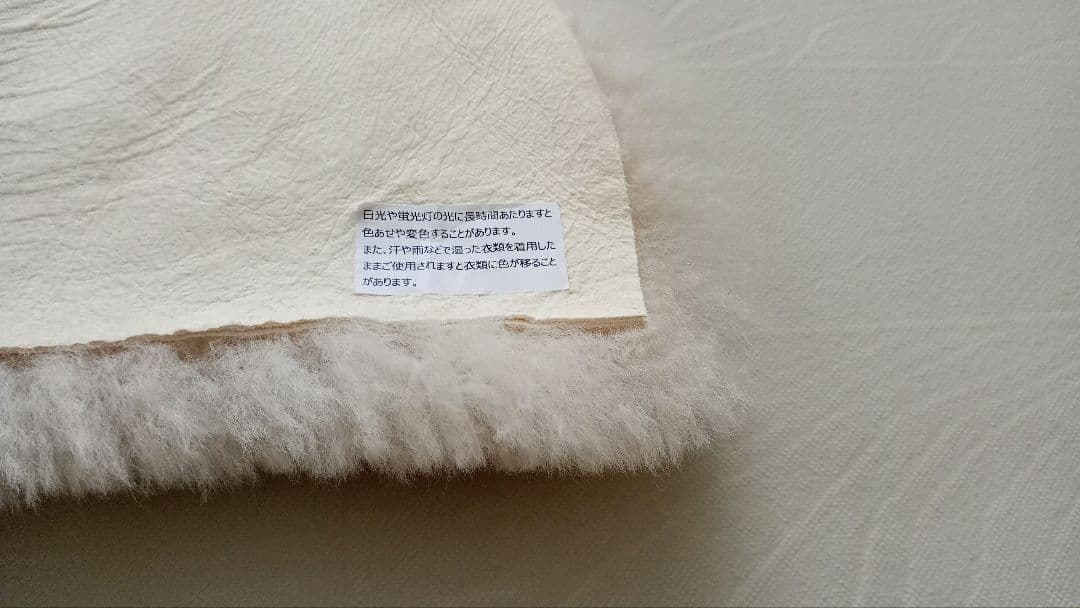 日光や蛍光灯の光に長時間あたりますと
色あせや変色することがあります。
また、汗や雨などで湿った衣類を着用した
ままご使用されますと衣類に色が移ること
があります。